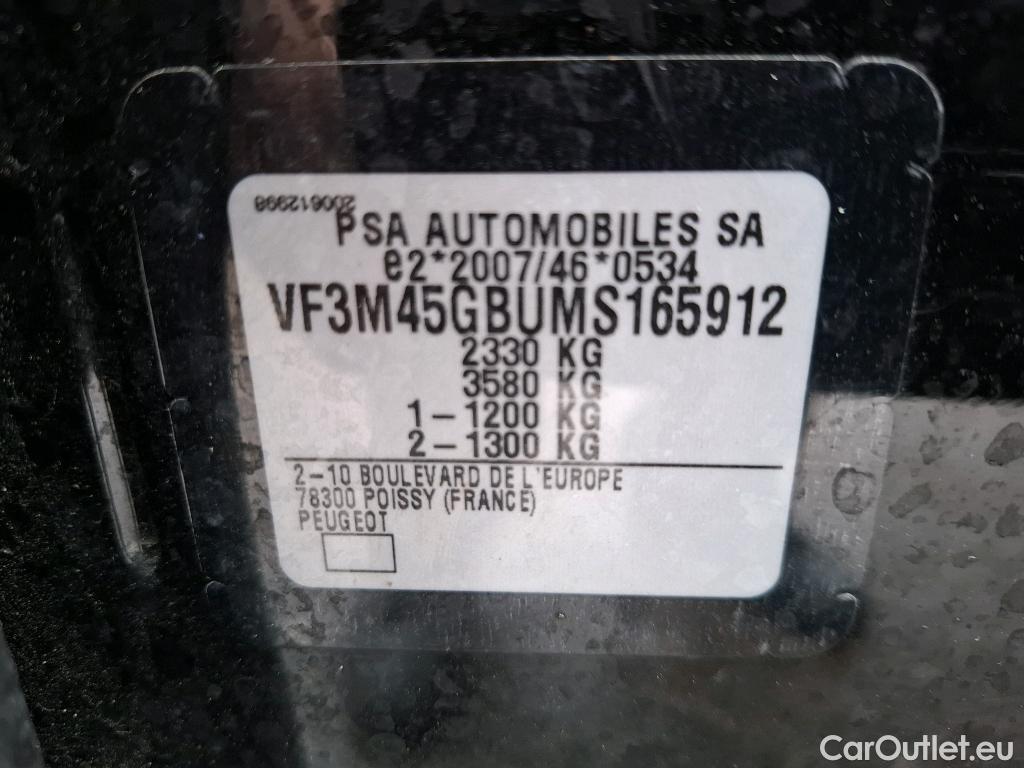 200612998
PSA AUTOMOBILES SA
e2*2007/46*0534
VF3M45GBUMS165912
2330 KG
3580 KG
1-1200 KG
2-1300 KG
2-10 BOULEVARD DE L'EUROPE
78300 POISSY (FRANCE)
PEUGEOT
CarOutlet.eu